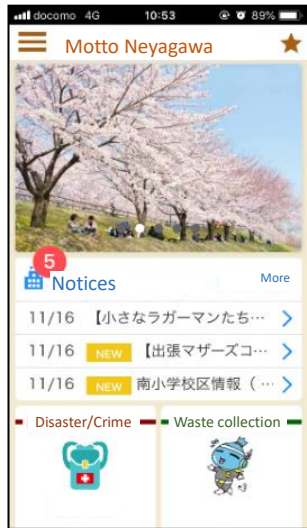 docomo 4G 10:53 89%
Motto Neyagawa
5
Notices More
11/16 【小さなラガーマンたち…
11/16 NEW 【出張マザーズコ…
11/16 NEW 南小学校区情報（…
Disaster/Crime Waste collection